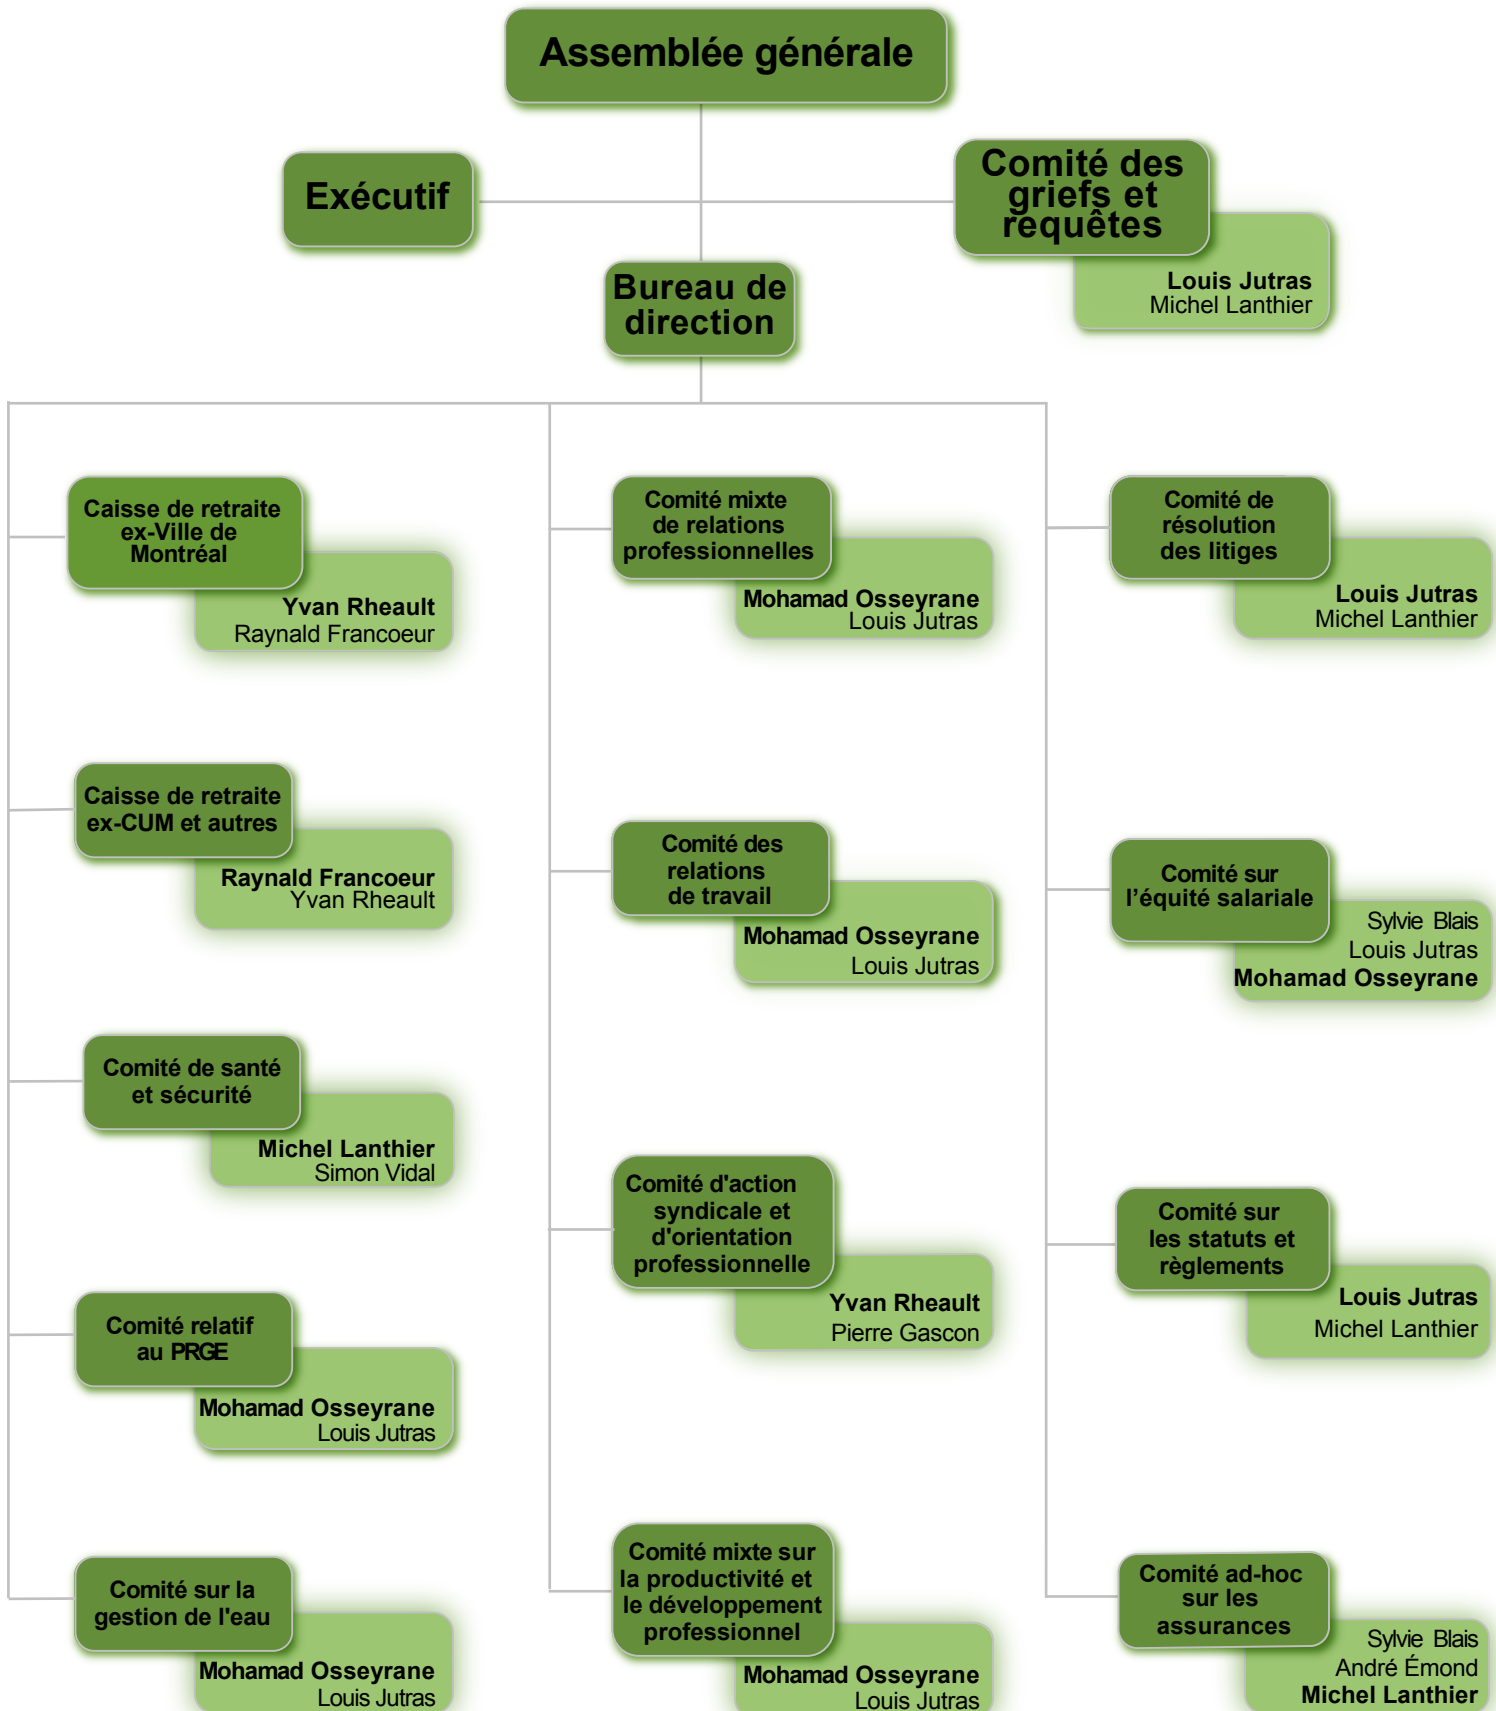 Assemblée générale
Exécutif
Comité des
griefs et
requêtes
Louis Jutras
Michel Lanthier
Bureau de
direction
Caisse de retraite
ex-Ville de
Montréal
Yvan Rheault
Raynald Francoeur
Caisse de retraite
ex-CUM et autres
Raynald Francoeur
Yvan Rheault
Comité de santé
et sécurité
Michel Lanthier
Simon Vidal
Comité relatif
au PRGE
Mohamad Osseyrane
Louis Jutras
Comité sur la
gestion de l'eau
Mohamad Osseyrane
Louis Jutras
Comité mixte
de relations
professionnelles
Mohamad Osseyrane
Louis Jutras
Comité des
relations
de travail
Mohamad Osseyrane
Louis Jutras
Comité d'action
syndicale et
d'orientation
professionnelle
Yvan Rheault
Pierre Gascon
Comité mixte sur
la productivité et
le développement
professionnel
Mohamad Osseyrane
Louis Jutras
Comité de
résolution
des litiges
Louis Jutras
Michel Lanthier
Comité sur
l’équité salariale
Sylvie Blais
Louis Jutras
Mohamad Osseyrane
Comité sur
les statuts et
règlements
Louis Jutras
Michel Lanthier
Comité ad-hoc
sur les
assurances
Sylvie Blais
André Émond
Michel Lanthier